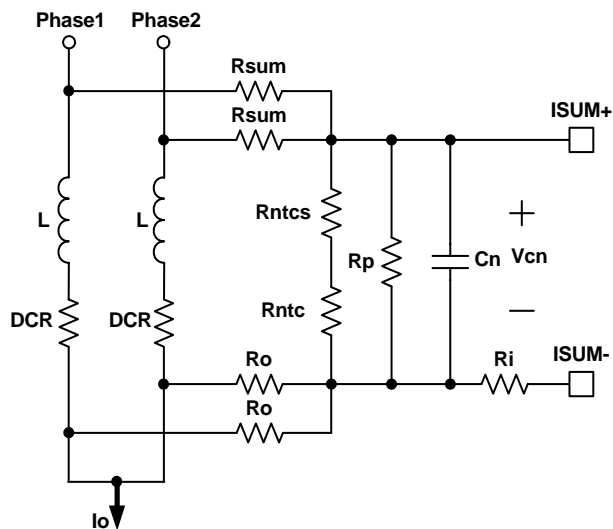 Phase1 Phase2
Rsum
ISUM+
Rsum
L
L
Rntcs
+
Rp
Cn
Vcn
DCR
DCR
Rntc
−
Ro
Ri
ISUM-
Ro
Io